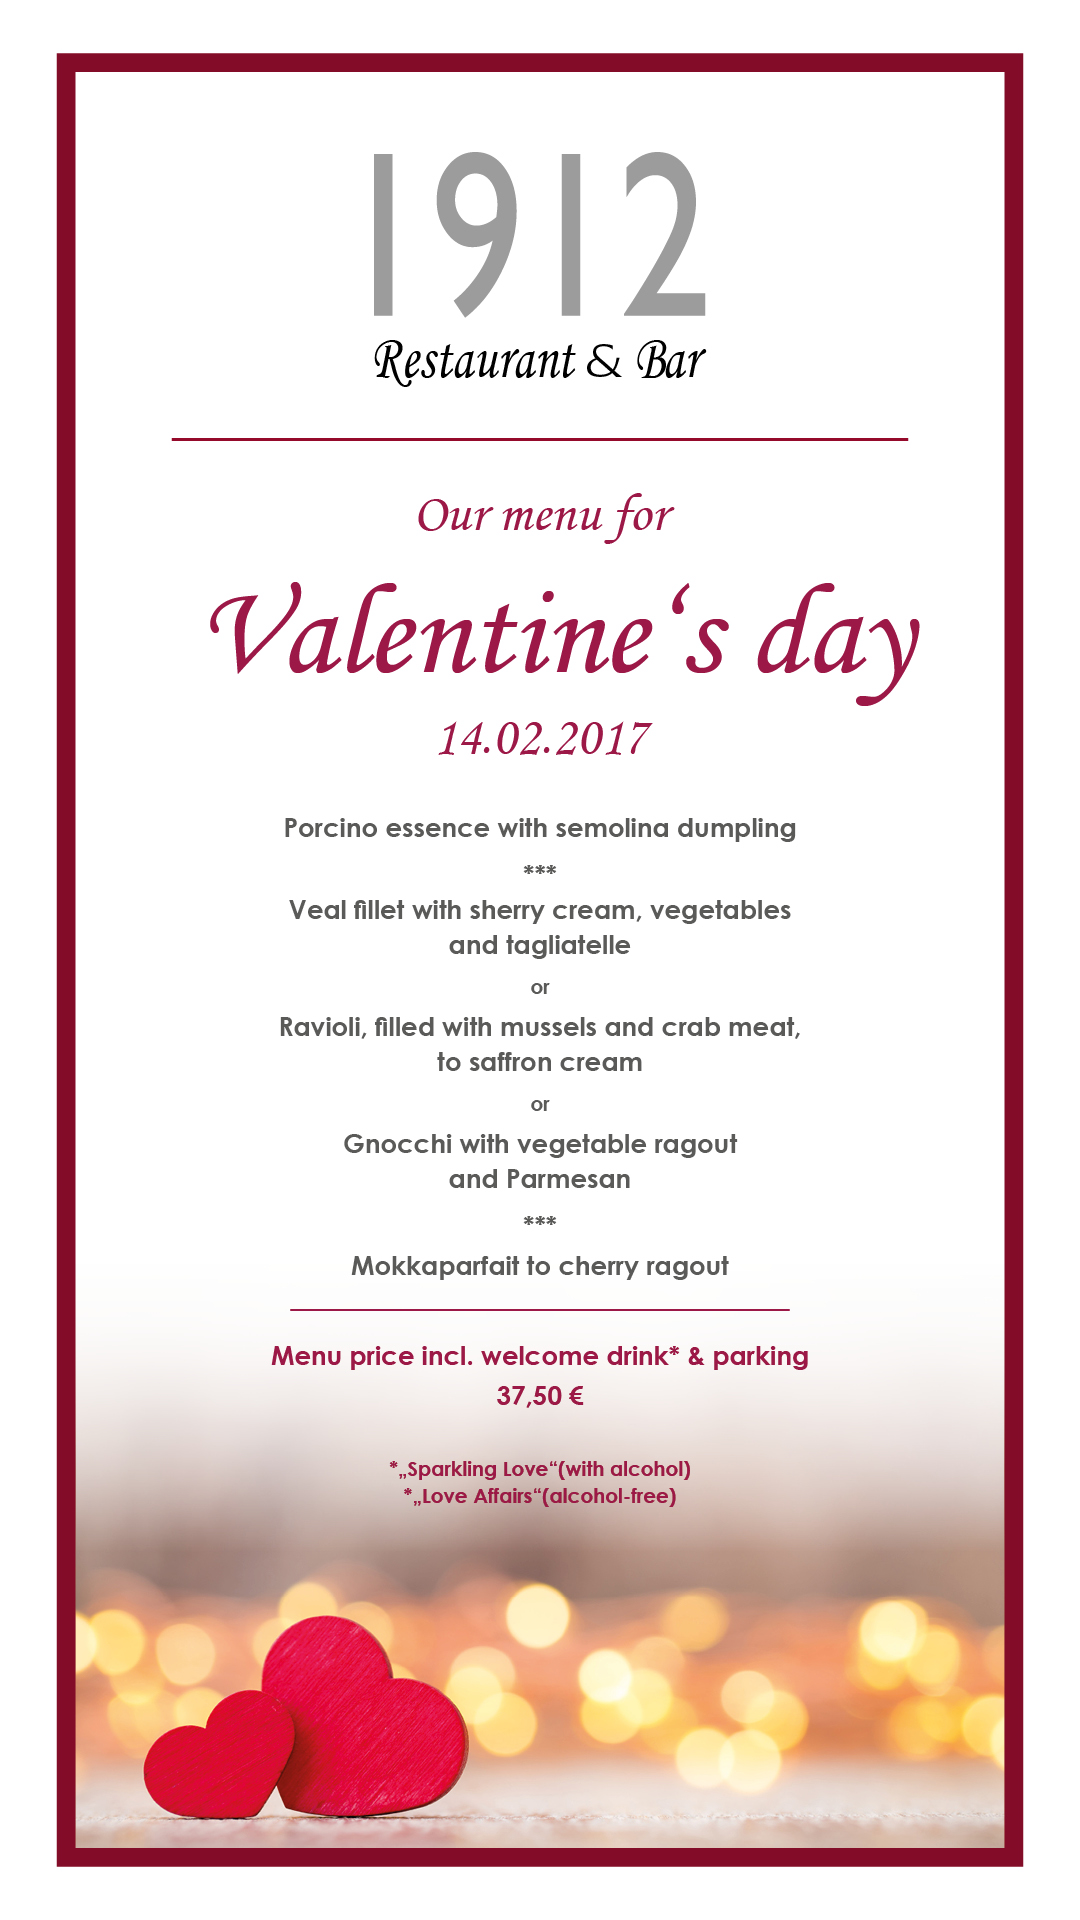 1912
Restaurant & Bar
Our menu for
Valentine‘s day
14.02.2017
Porcino essence with semolina dumpling
***
Veal fillet with sherry cream, vegetables
and tagliatelle
or
Ravioli, filled with mussels and crab meat,
to saffron cream
or
Gnocchi with vegetable ragout
and Parmesan
***
Mokkaparfait to cherry ragout
Menu price incl. welcome drink* & parking
37,50 €
*„Sparkling Love“(with alcohol)
*„Love Affairs“(alcohol-free)